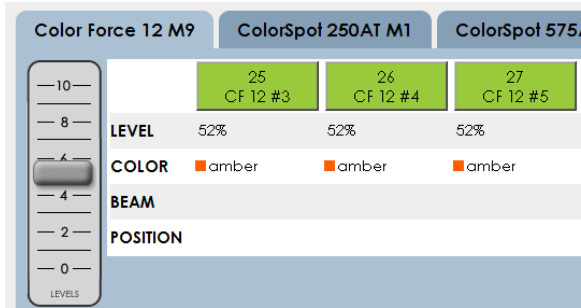 Color Force 12 M9 ColorSpot 250AT M1 ColorSpot 575A
10
8
6
4
2
0
LEVELS
25 26 27
CF 12 #3 CF 12 #4 CF 12 #5
LEVEL 52% 52% 52%
COLOR amber amber amber
BEAM
POSITION